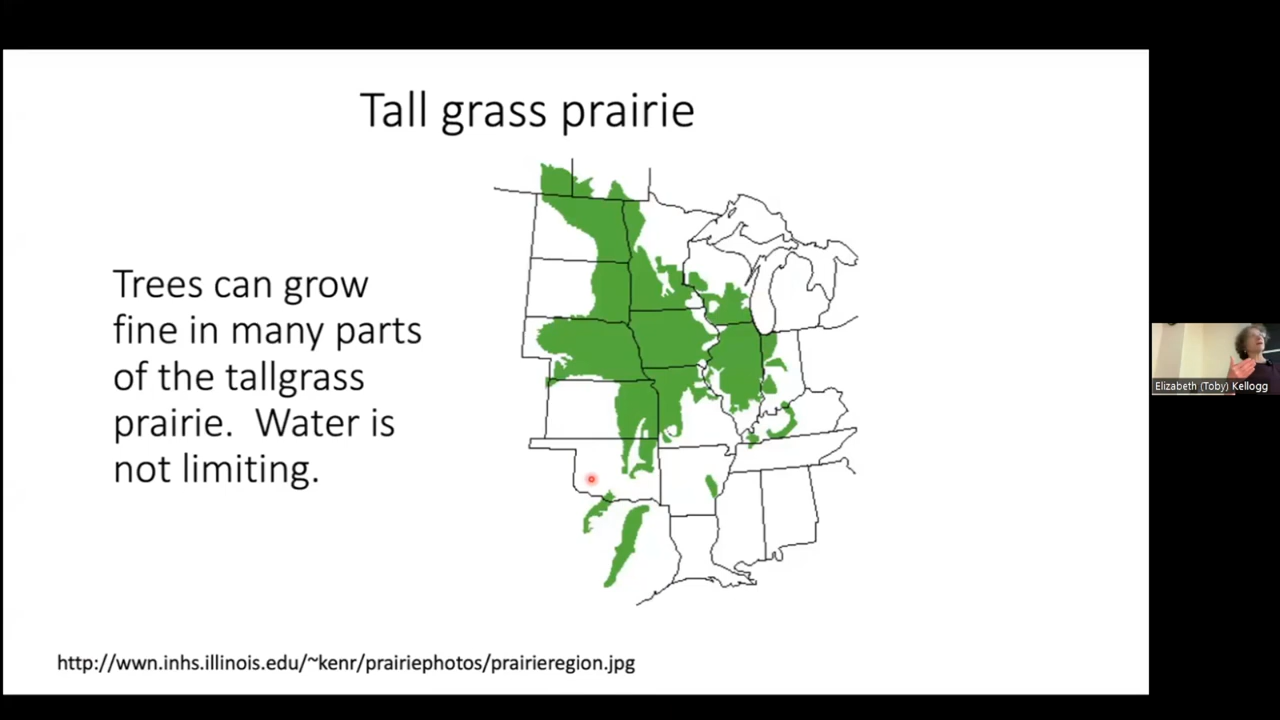 Tall grass prairie
Trees can grow
fine in many parts
of the tallgrass
prairie.  Water is
not limiting.
Elizabeth (Toby) Kellogg
http://wwn.inhs.illinois.edu/~kenr/prairiephotos/prairieregion.jpg